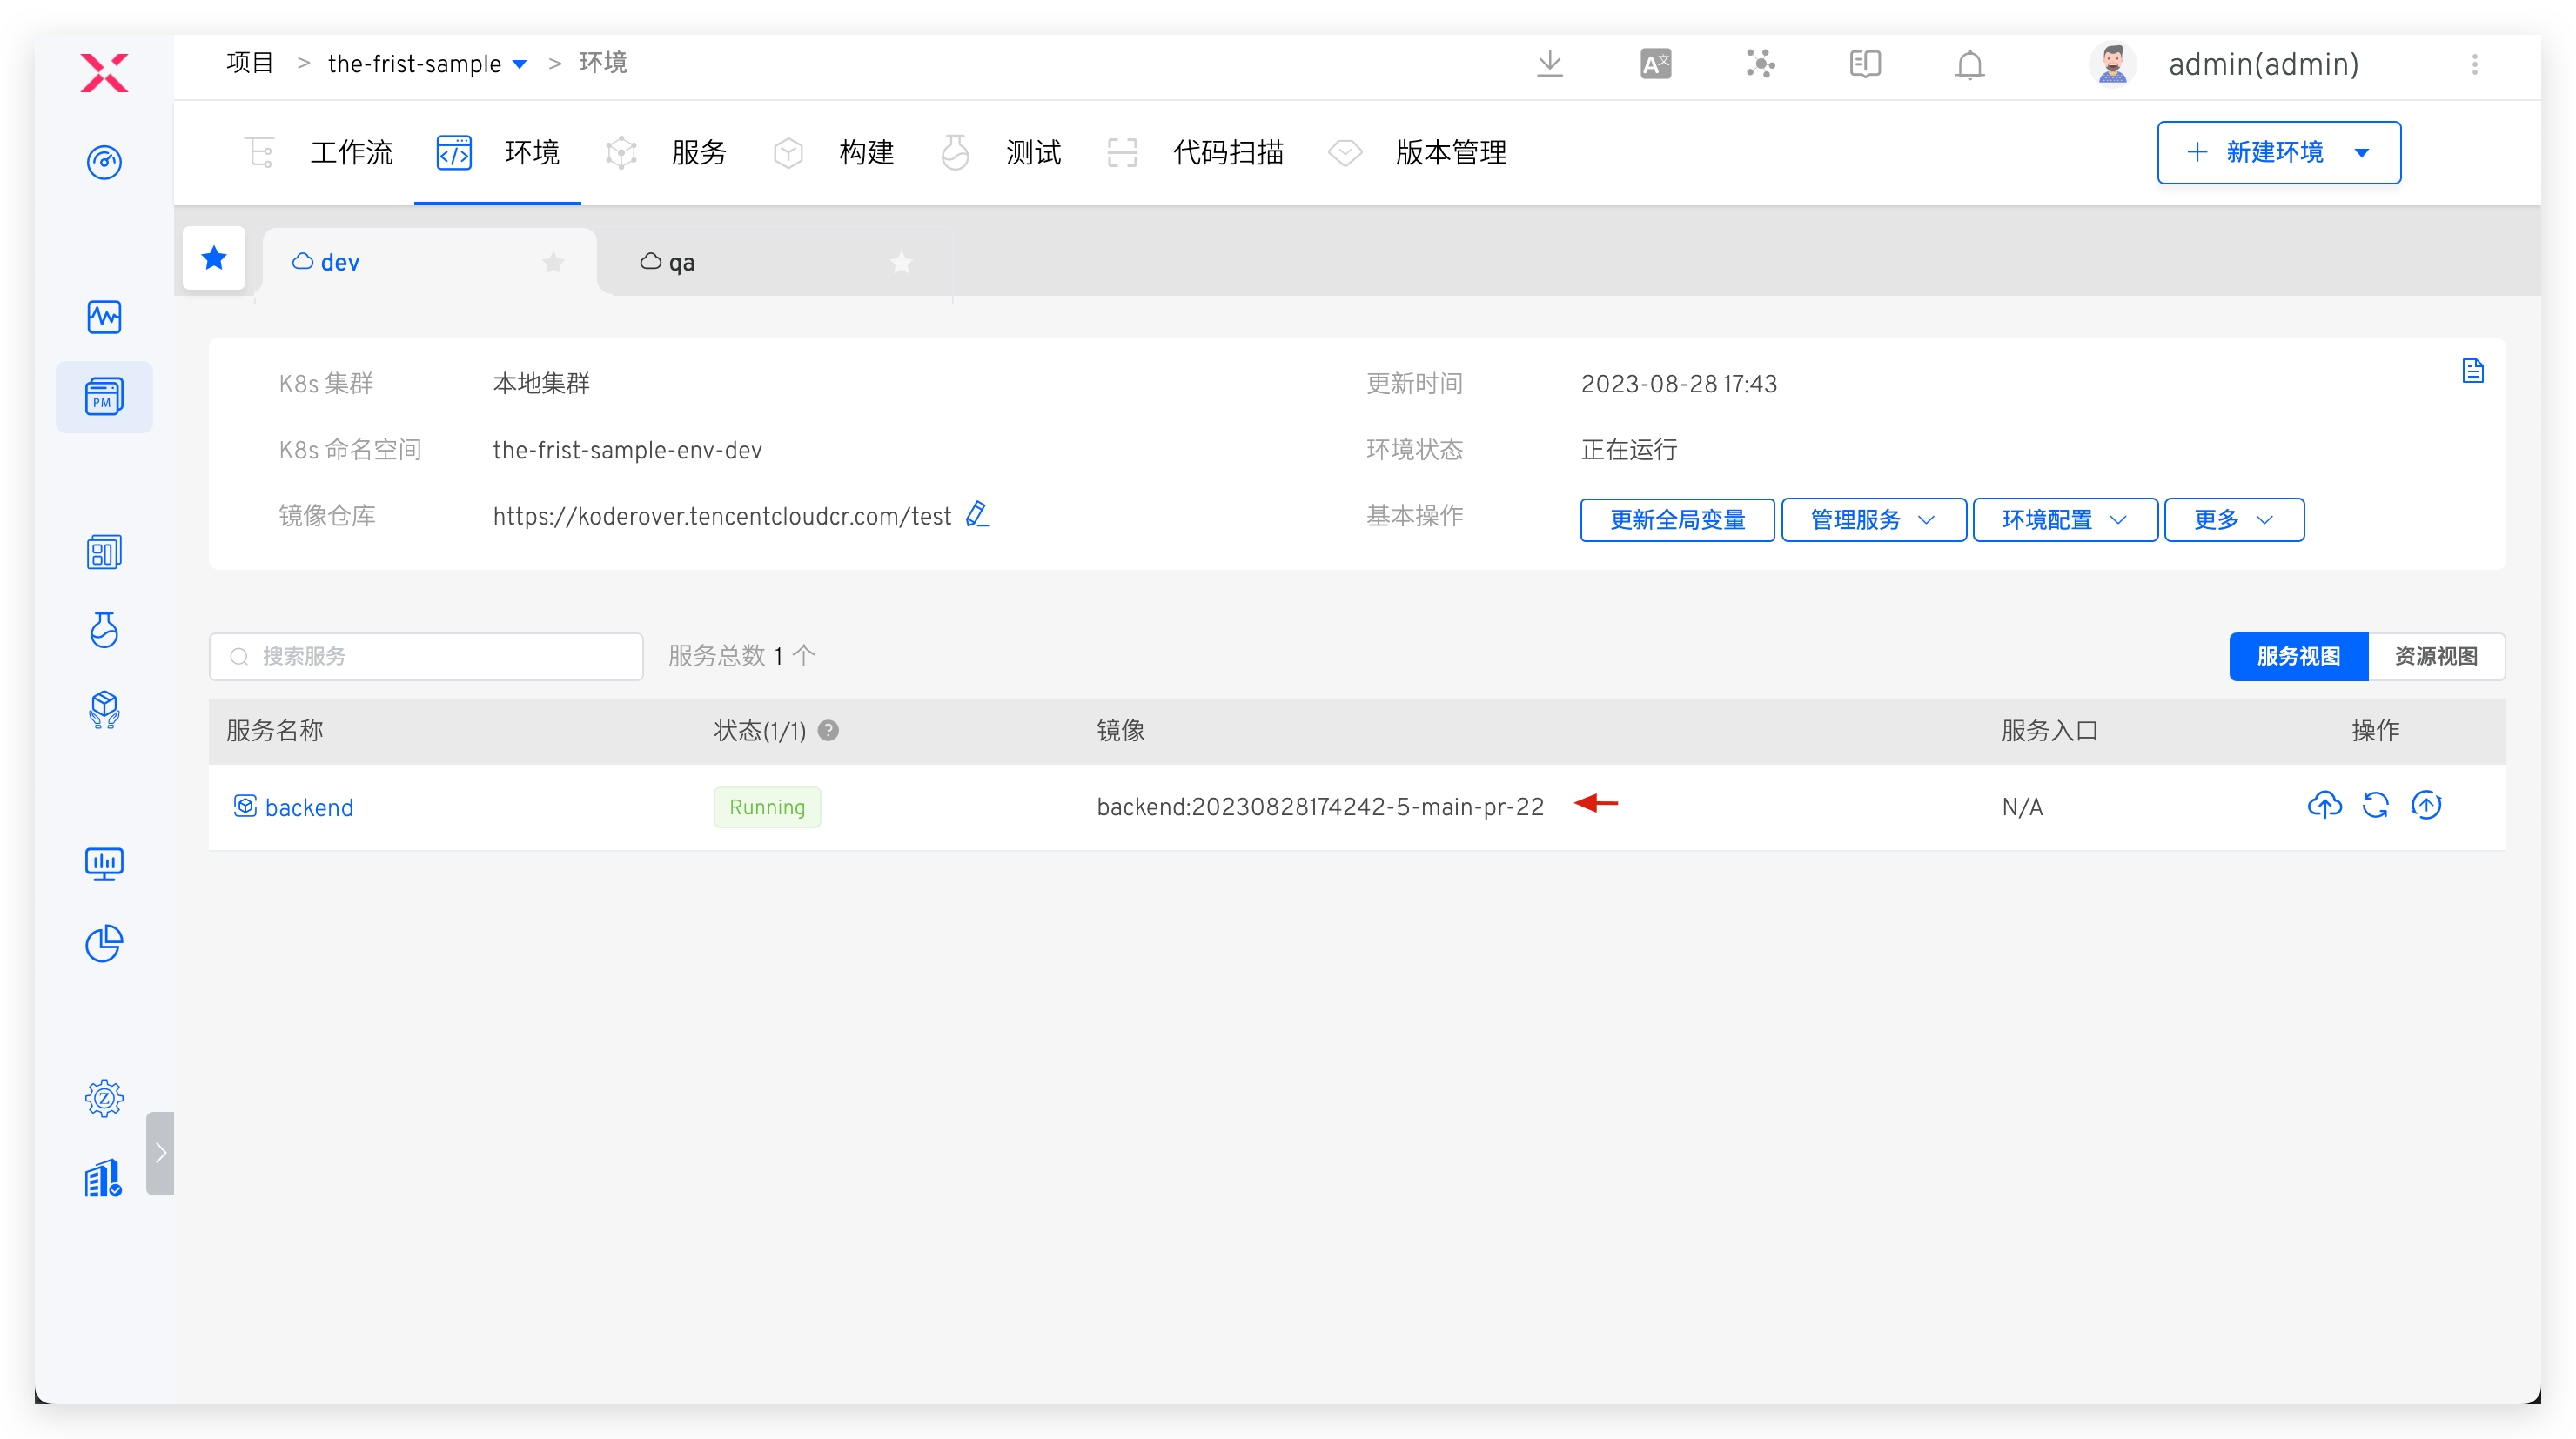 项目 > the-frist-sample > 环境
A文
admin(admin)
工作流 环境 服务 构建 测试 代码扫描 版本管理
+ 新建环境
dev
qa
K8s 集群 本地集群 更新时间 2023-08-28 17:43
PM
K8s 命名空间 the-frist-sample-env-dev 环境状态 正在运行
镜像仓库 https://koderover.tencentcloudcr.com/test 基本操作 更新全局变量 管理服务 环境配置 更多
搜索服务 服务总数 1 个 服务视图 资源视图
服务名称 状态(1/1) ? 镜像 服务入口 操作
backend Running backend:20230828174242-5-main-pr-22 N/A
Z